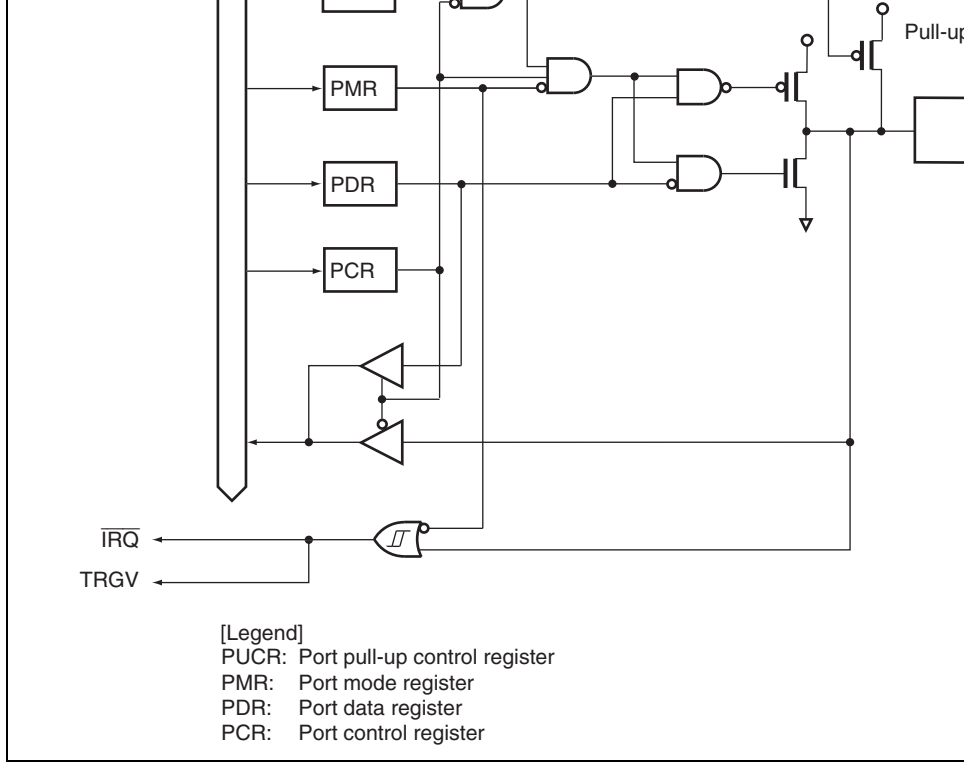 Pull-up
PMR
PDR
PCR
IRQ
TRGV
[Legend]
PUCR: Port pull-up control register
PMR: Port mode register
PDR: Port data register
PCR: Port control register